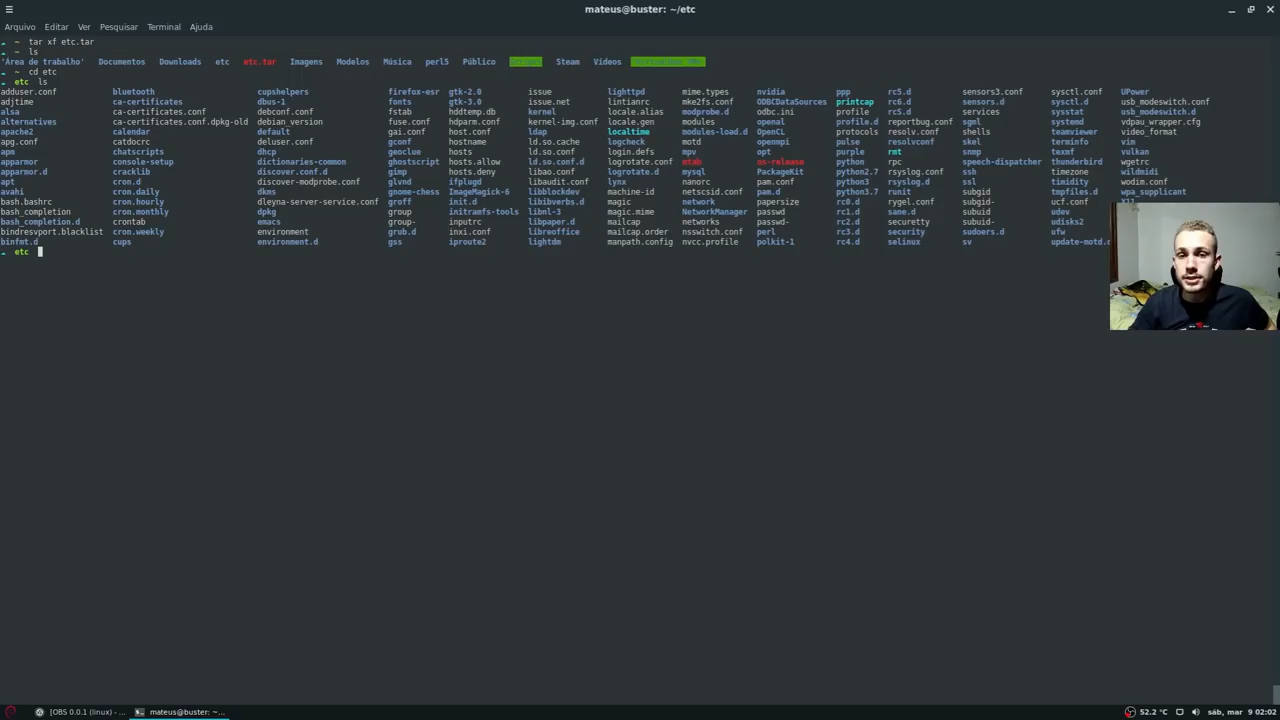 mateus@buster: ~/etc
Arquivo Editar Ver Pesquisar Terminal Ajuda
~ tar xf etc.tar
~ ls
'Área de trabalho' Documentos Downloads etc etc.tar Imagens Modelos Música perl5 Público Scripts Steam Vídeos
~ cd etc
etc ls
adduser.conf bluetooth cupshelpers firefox-esr gtk-2.0 issue lighttpd mime.types nvidia ppp rc5.d sensors3.conf sysctl.conf UPower
adjtime ca-certificates dbus-1 fonts gtk-3.0 issue.net lintianrc mke2fs.conf ODBCDataSources printcap rc6.d sensors.d sysctl.d usb_modeswitch.conf
alsa ca-certificates.conf debconf.conf fstab hddtemp.db kernel locale.alias modprobe.d odbc.ini profile rcS.d services sysstat usb_modeswitch.d
alternatives ca-certificates.conf.dpkg-old debian_version fuse.conf hdparm.conf kernel-img.conf locale.gen modules openal profile.d reportbug.conf sgml systemd vdpau_wrapper.cfg
apache2 calendar default gai.conf host.conf ldap localtime modules-load.d OpenCL protocols resolv.conf shells teamviewer video_format
apg.conf catdocrc deluser.conf gconf hostname ld.so.cache logcheck motd openmpi pulse resolvconf skel terminfo vim
apm chatscripts dhcp geoclue hosts ld.so.conf login.defs mpv opt purple rmt snmp texmf vulkan
apparmor console-setup dictionaries-common ghostscript hosts.allow ld.so.conf.d logrotate.conf mtab os-release python rpc speech-dispatcher thunderbird wgetrc
apparmor.d cracklib discover.conf.d gimp hosts.deny libao.conf logrotate.d mysql PackageKit python2.7 rsyslog.conf ssh timezone wildmidi
apt cron.d discover-modprobe.conf glvnd ifplugd libaudit.conf lynx nanorc pam.conf python3 rsyslog.d ssl timidity wodim.conf
avahi cron.daily dkms gnome-chess ImageMagick-6 libblockdev machine-id netscsid.conf pam.d python3.7 runit subgid tmpfiles.d wpa_supplicant
bash.bashrc cron.hourly dleyna-server-service.conf groff init.d libibverbs.d magic network papersize rc0.d rygel.conf subgid- ucf.conf X11
bash_completion cron.monthly dpkg group initramfs-tools libnl-3 magic.mime NetworkManager passwd rc1.d sane.d subuid udev
bash_completion.d crontab emacs group- inputrc libpaper.d mailcap networks passwd- rc2.d securetty subuid- udisks2
bindresvport.blacklist cron.weekly environment grub.d inxi.conf libreoffice mailcap.order nsswitch.conf perl rc3.d security sudoers.d ufw
binfmt.d cups environment.d gss iproute2 lightdm manpath.config nvcc.profile polkit-1 rc4.d selinux sv update-motd.d
etc
[OBS 0.0.1 (linux) - ... mateus@buster: ~... 52.2 °C sáb, mar 9 02:02